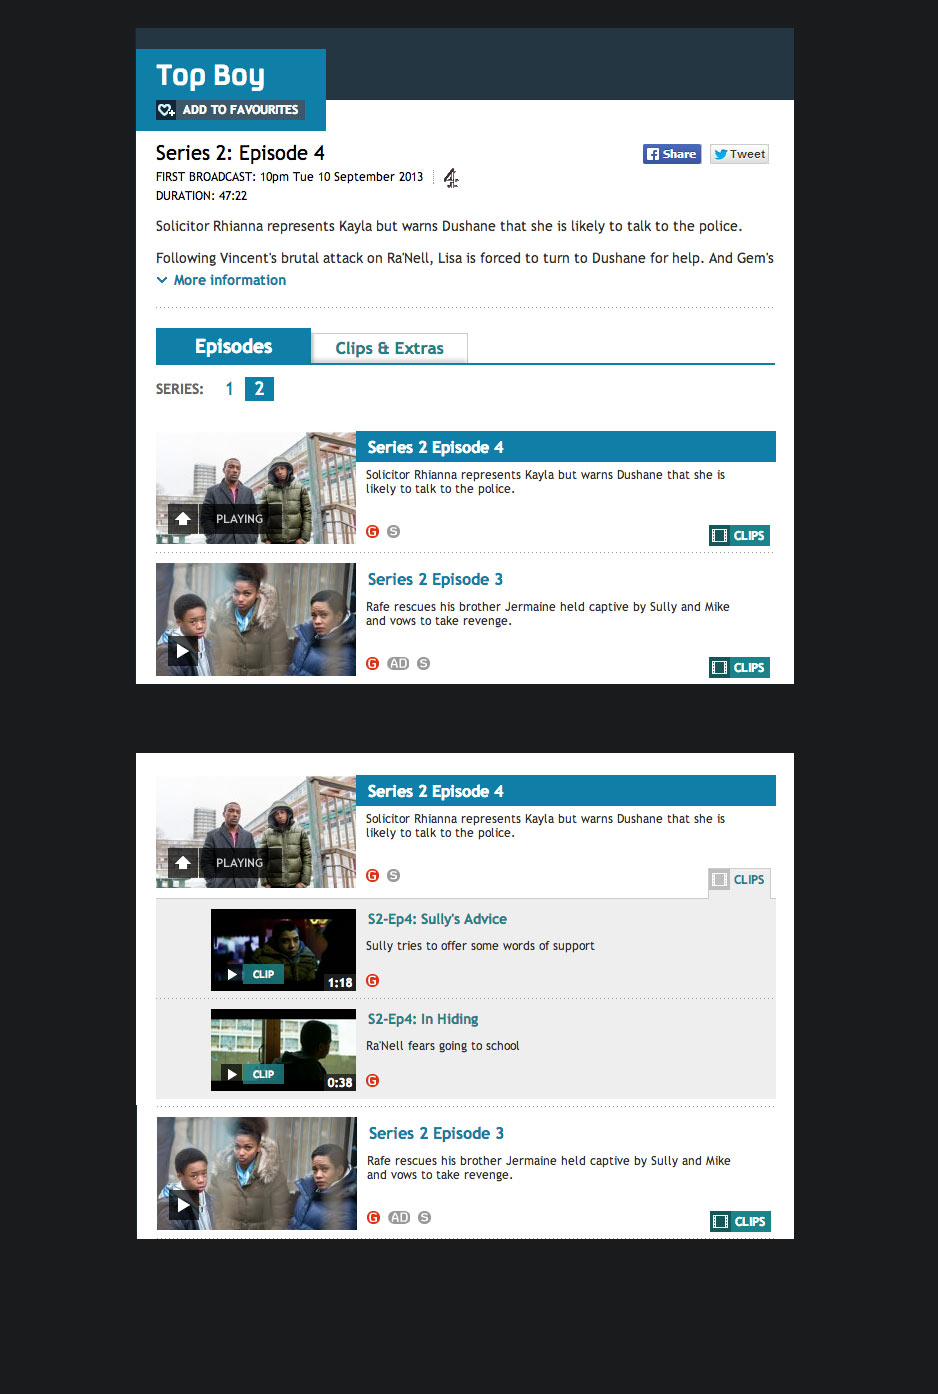 Top Boy
ADD TO FAVOURITES
Series 2: Episode 4
Share
Tweet
FIRST BROADCAST: 10pm Tue 10 September 2013
4
DURATION: 47:22
Solicitor Rhianna represents Kayla but warns Dushane that she is likely to talk to the police.
Following Vincent's brutal attack on Ra'Nell, Lisa is forced to turn to Dushane for help. And Gem's
More information
Episodes
Clips & Extras
SERIES: 1 2
Series 2 Episode 4
Solicitor Rhianna represents Kayla but warns Dushane that she is
likely to talk to the police.
PLAYING
G S
CLIPS
Series 2 Episode 3
Rafe rescues his brother Jermaine held captive by Sully and Mike
and vows to take revenge.
G AD S
CLIPS
Series 2 Episode 4
Solicitor Rhianna represents Kayla but warns Dushane that she is
likely to talk to the police.
PLAYING
G S
CLIPS
S2-Ep4: Sully's Advice
Sully tries to offer some words of support
CLIP
1:18
G
S2-Ep4: In Hiding
Ra'Nell fears going to school
CLIP
0:38
G
Series 2 Episode 3
Rafe rescues his brother Jermaine held captive by Sully and Mike
and vows to take revenge.
G AD S
CLIPS